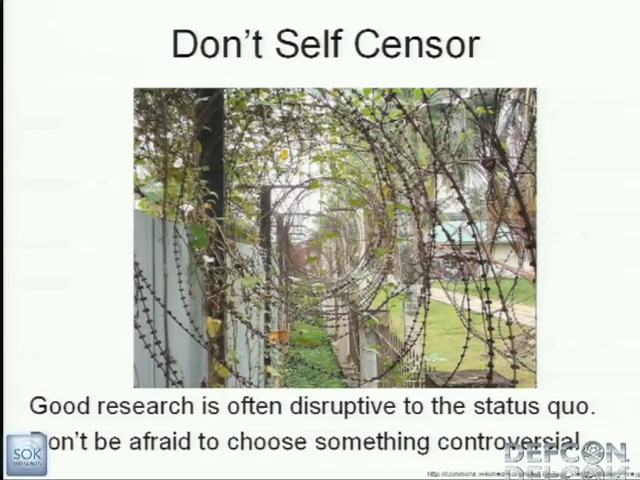 Don't Self Censor
Good research is often disruptive to the status quo.
Don't be afraid to choose something controversial
SOK
PRESENTS
DEFCON